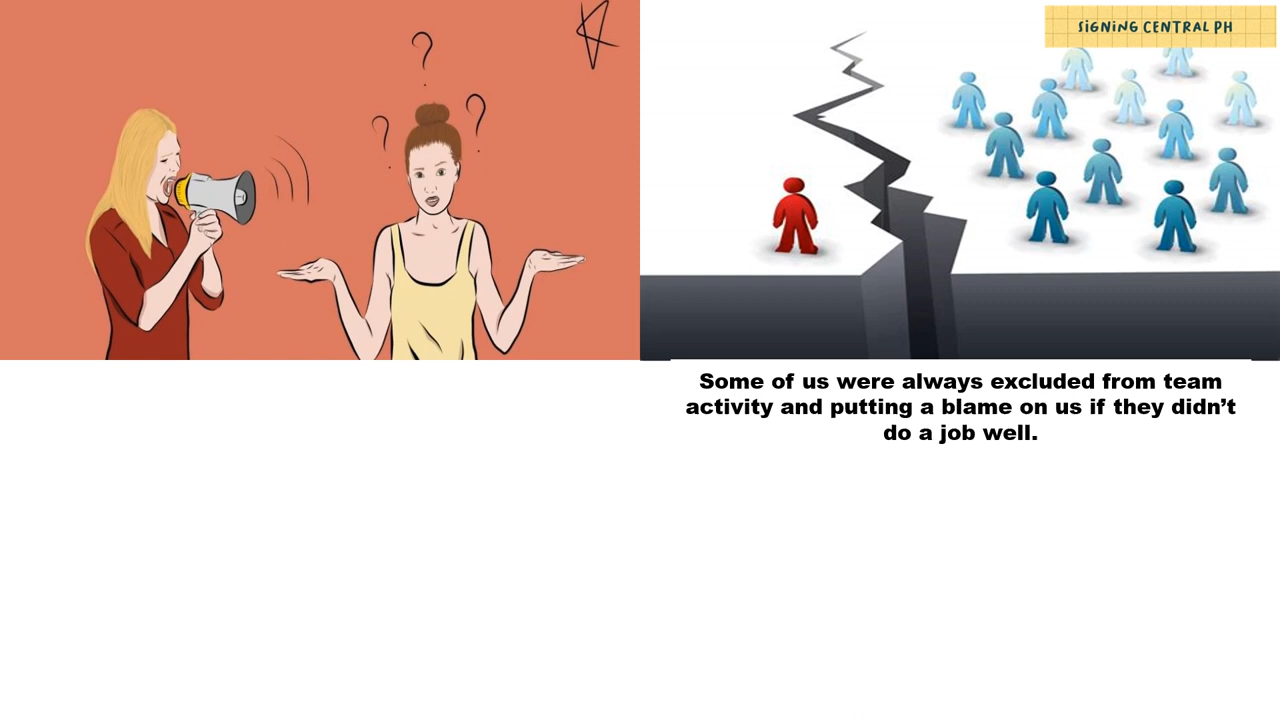 SIGNING CENTRAL PH
Some of us were always excluded from team
activity and putting a blame on us if they didn’t
do a job well.